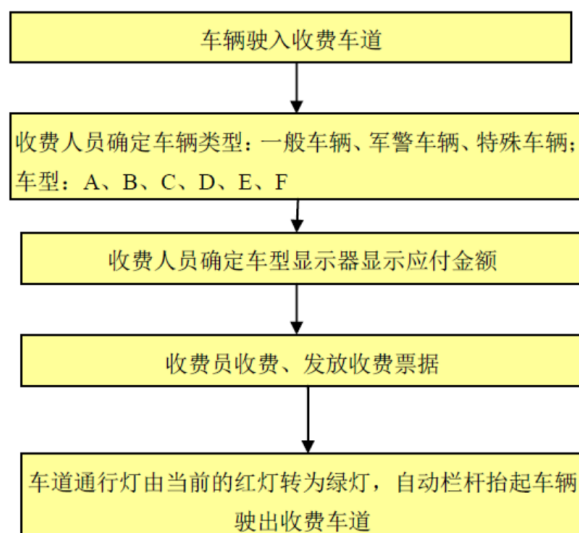 车辆驶入收费车道
收费人员确定车辆类型：一般车辆、军警车辆、特殊车辆；
车型：A、B、C、D、E、F
收费人员确定车型显示器显示应付金额
收费员收费、发放收费票据
车道通行灯由当前的红灯转为绿灯，自动栏杆抬起车辆
驶出收费车道